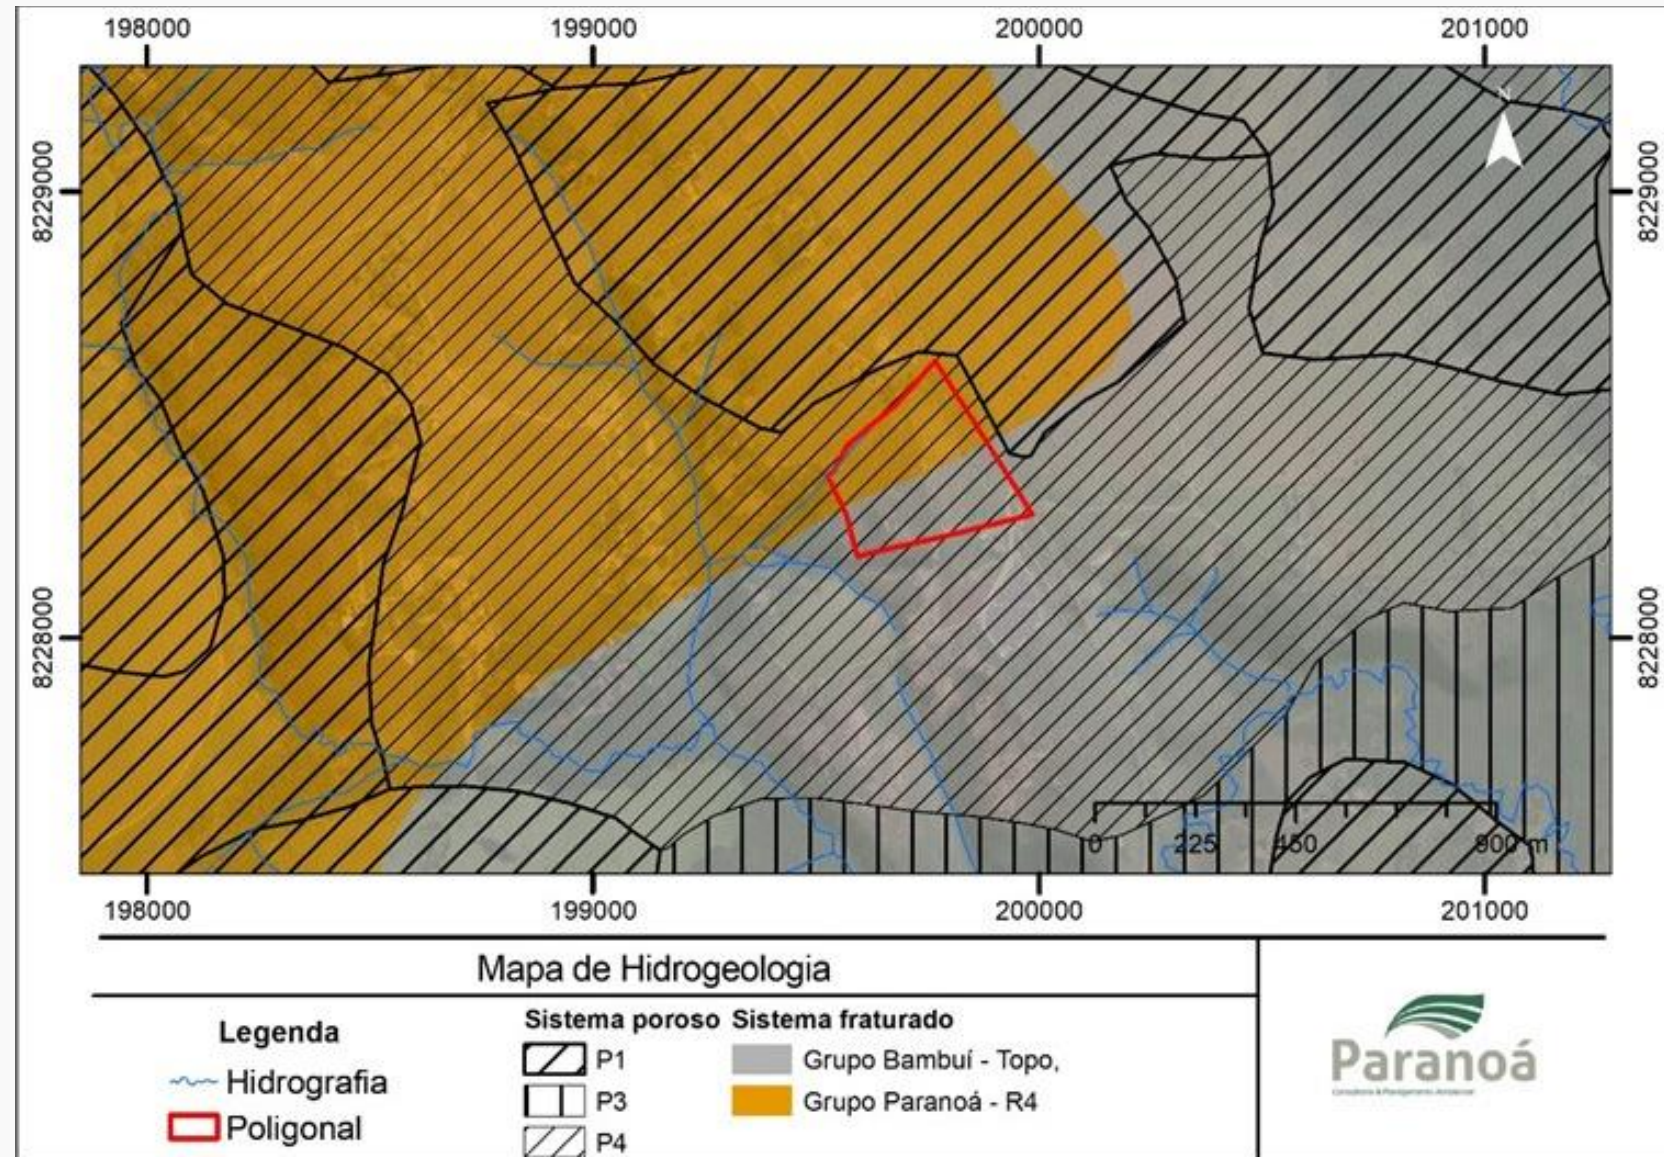 198000 199000 200000 201000
8229000 8229000
N
8228000 8228000
0 225 450 900 m
198000 199000 200000 201000
Mapa de Hidrogeologia
Legenda
Hidrografia
Poligonal
Sistema poroso
P1
P3
P4
Sistema fraturado
Grupo Bambuí - Topo,
Grupo Paranoá - R4
Paranoá